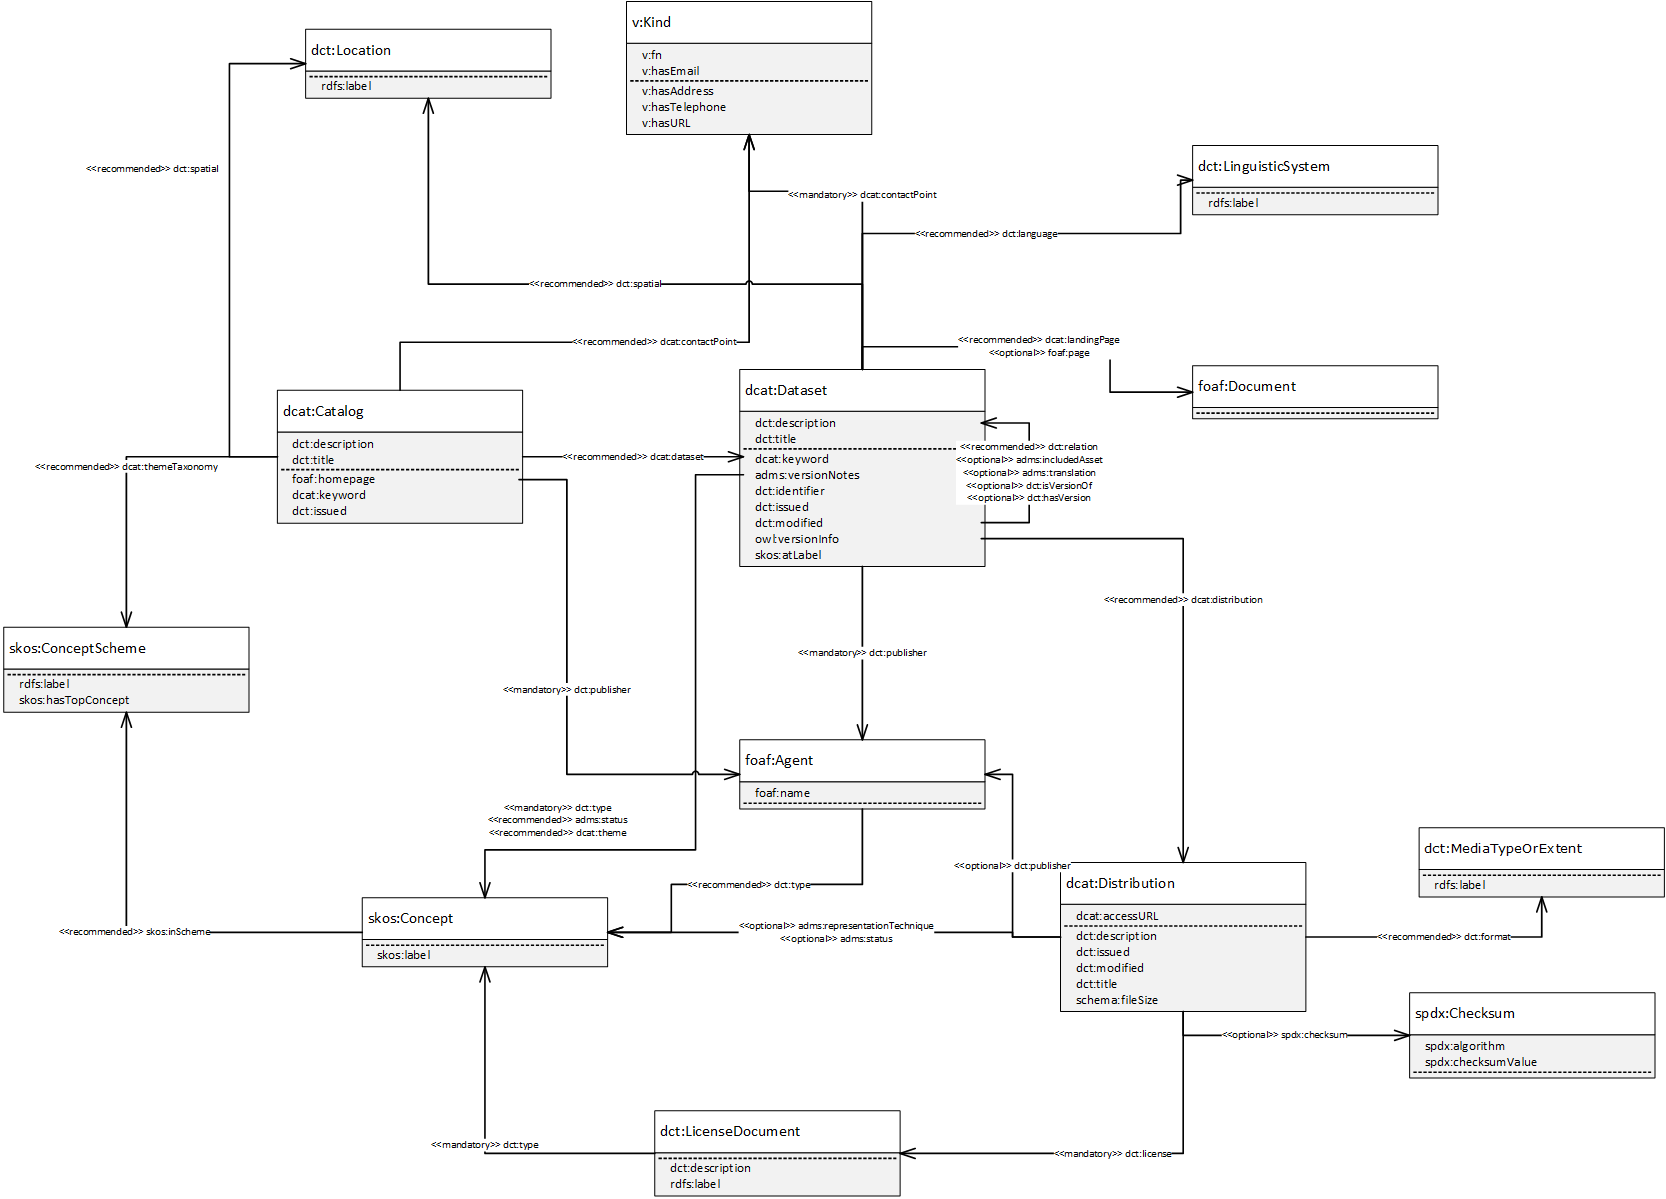 v:Kind
v:fn
v:hasEmail
v:hasAddress
v:hasTelephone
v:hasURL
dct:Location
rdfs:label
<<recommended>> dct:spatial
dct:LinguisticSystem
rdfs:label
<<mandatory>> dcat:contactPoint
<<recommended>> dct:language
<<recommended>> dct:spatial
<<recommended>> dcat:contactPoint
<<recommended>> dcat:landingPage
<<optional>> foaf:page
foaf:Document
dcat:Catalog
dct:description
dct:title
foaf:homepage
dcat:keyword
dct:issued
<<recommended>> dcat:dataset
dcat:Dataset
dct:description
dct:title
dcat:keyword
adms:versionNotes
dct:identifier
dct:issued
dct:modified
owl:versionInfo
skos:atLabel
<<recommended>> dct:relation
<<optional>> adms:includedAsset
<<optional>> adms:translation
<<optional>> dct:isVersionOf
<<optional>> dct:hasVersion
<<recommended>> dcat:themeTaxonomy
<<recommended>> dcat:distribution
skos:ConceptScheme
rdfs:label
skos:hasTopConcept
<<mandatory>> dct:publisher
<<mandatory>> dct:publisher
foaf:Agent
foaf:name
<<mandatory>> dct:type
<<recommended>> adms:status
<<recommended>> dcat:theme
<<optional>> dct:publisher
<<recommended>> dct:type
dct:MediaTypeOrExtent
rdfs:label
dcat:Distribution
dcat:accessURL
dct:description
dct:issued
dct:modified
dct:title
schema:fileSize
<<recommended>> dct:format
skos:Concept
skos:label
<<recommended>> skos:inScheme
<<optional>> adms:representationTechnique
<<optional>> adms:status
spdx:Checksum
spdx:algorithm
spdx:checksumValue
<<optional>> spdx:checksum
dct:LicenseDocument
dct:description
rdfs:label
<<mandatory>> dct:type
<<mandatory>> dct:license